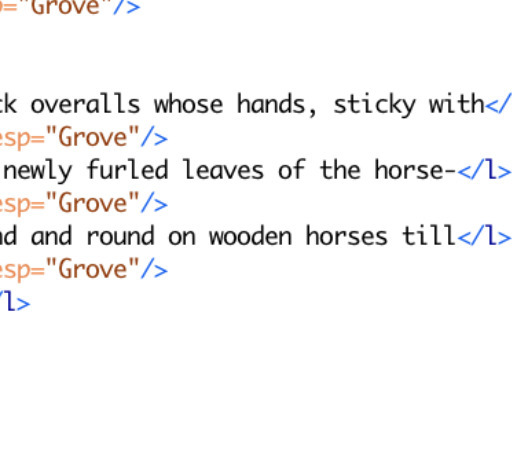 ="Grove"/>
ck overalls whose hands, sticky with</
esp="Grove"/>
newly furled leaves of the horse-</l>
esp="Grove"/>
nd and round on wooden horses till</l>
esp="Grove"/>
/l>